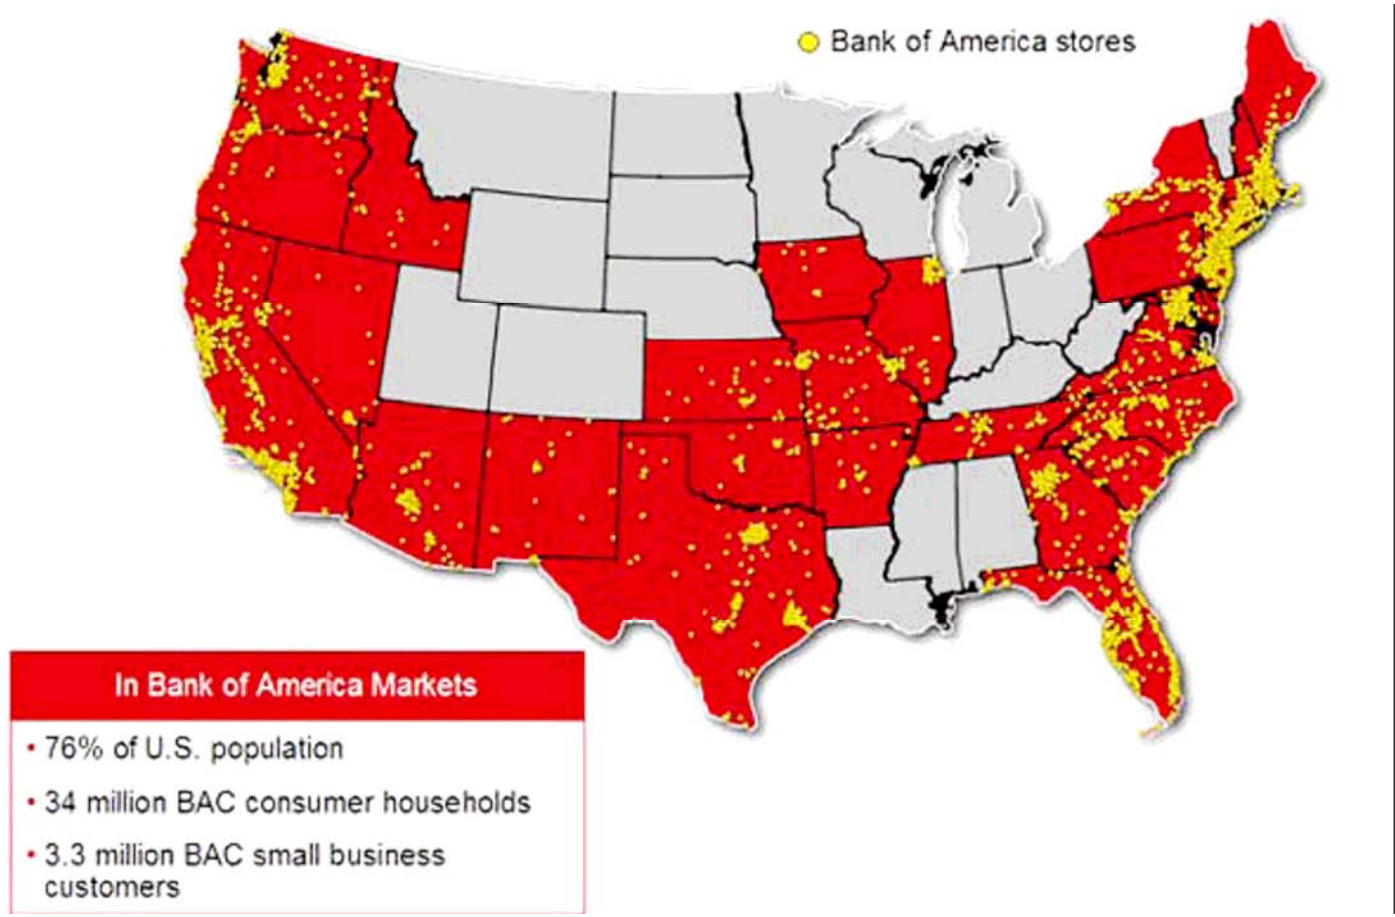 Bank of America stores
In Bank of America Markets
• 76% of U.S. population
• 34 million BAC consumer households
• 3.3 million BAC small business
customers